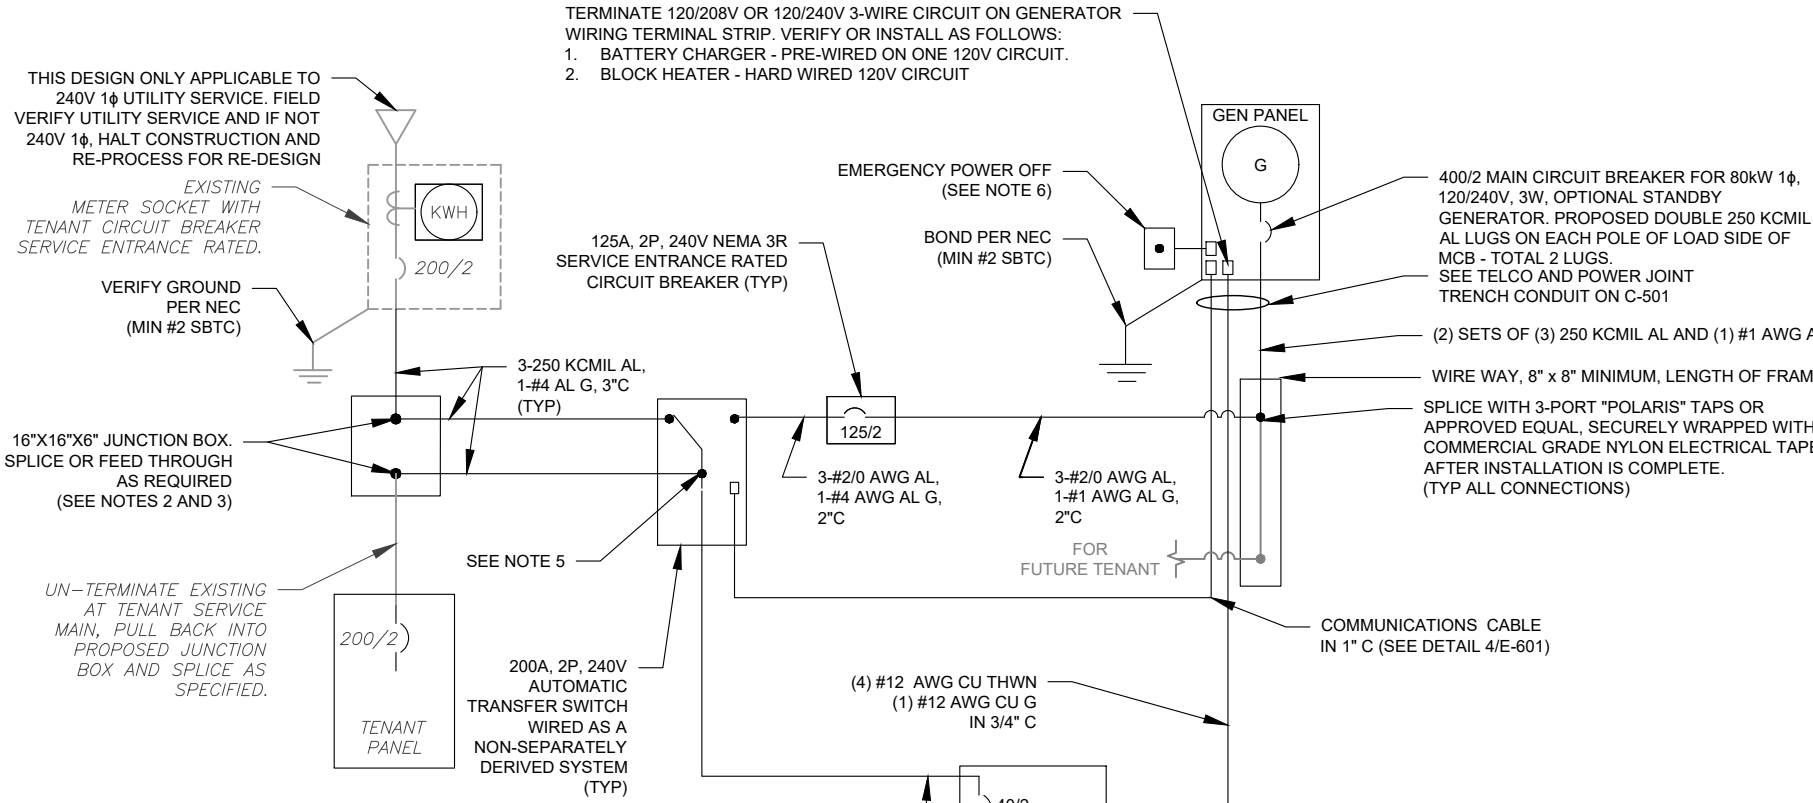 TERMINATE 120/208V OR 120/240V 3-WIRE CIRCUIT ON GENERATOR
WIRING TERMINAL STRIP. VERIFY OR INSTALL AS FOLLOWS:
1. BATTERY CHARGER - PRE-WIRED ON ONE 120V CIRCUIT.
2. BLOCK HEATER - HARD WIRED 120V CIRCUIT
THIS DESIGN ONLY APPLICABLE TO
240V 1ϕ UTILITY SERVICE. FIELD
VERIFY UTILITY SERVICE AND IF NOT
240V 1ϕ, HALT CONSTRUCTION AND
RE-PROCESS FOR RE-DESIGN
EXISTING
METER SOCKET WITH
TENANT CIRCUIT BREAKER
SERVICE ENTRANCE RATED.
KWH
200/2
VERIFY GROUND
PER NEC
(MIN #2 SBTC)
3-250 KCMIL AL,
1-#4 AL G, 3"C
(TYP)
16"X16"X6" JUNCTION BOX.
SPLICE OR FEED THROUGH
AS REQUIRED
(SEE NOTES 2 AND 3)
UN-TERMINATE EXISTING
AT TENANT SERVICE
MAIN, PULL BACK INTO
PROPOSED JUNCTION
BOX AND SPLICE AS
SPECIFIED.
200/2
TENANT
PANEL
SEE NOTE 5
200A, 2P, 240V
AUTOMATIC
TRANSFER SWITCH
WIRED AS A
NON-SEPARATELY
DERIVED SYSTEM
(TYP)
125A, 2P, 240V NEMA 3R
SERVICE ENTRANCE RATED
CIRCUIT BREAKER (TYP)
125/2
3-#2/0 AWG AL,
1-#4 AWG AL G,
2"C
3-#2/0 AWG AL,
1-#1 AWG AL G,
2"C
EMERGENCY POWER OFF
(SEE NOTE 6)
BOND PER NEC
(MIN #2 SBTC)
GEN PANEL
G
400/2 MAIN CIRCUIT BREAKER FOR 80kW 1ϕ,
120/240V, 3W, OPTIONAL STANDBY
GENERATOR. PROPOSED DOUBLE 250 KCMIL
AL LUGS ON EACH POLE OF LOAD SIDE OF
MCB - TOTAL 2 LUGS.
SEE TELCO AND POWER JOINT
TRENCH CONDUIT ON C-501
(2) SETS OF (3) 250 KCMIL AL AND (1) #1 AWG A
WIRE WAY, 8" x 8" MINIMUM, LENGTH OF FRAM
SPLICE WITH 3-PORT "POLARIS" TAPS OR
APPROVED EQUAL, SECURELY WRAPPED WITH
COMMERCIAL GRADE NYLON ELECTRICAL TAPE
AFTER INSTALLATION IS COMPLETE.
(TYP ALL CONNECTIONS)
FOR
FUTURE TENANT
COMMUNICATIONS CABLE
IN 1" C (SEE DETAIL 4/E-601)
(4) #12 AWG CU THWN
(1) #12 AWG CU G
IN 3/4" C